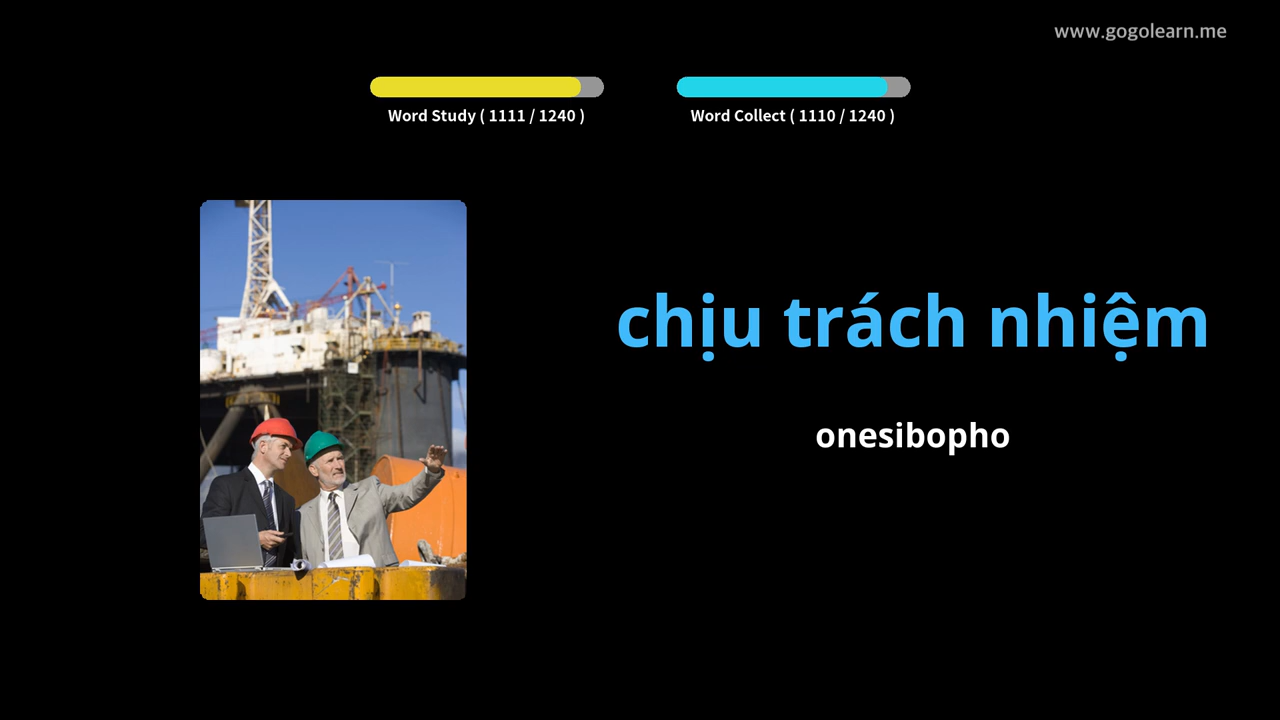 www.gogolearn.me
Word Study ( 1111 / 1240 )
Word Collect ( 1110 / 1240 )
chịu trách nhiệm
onesibopho